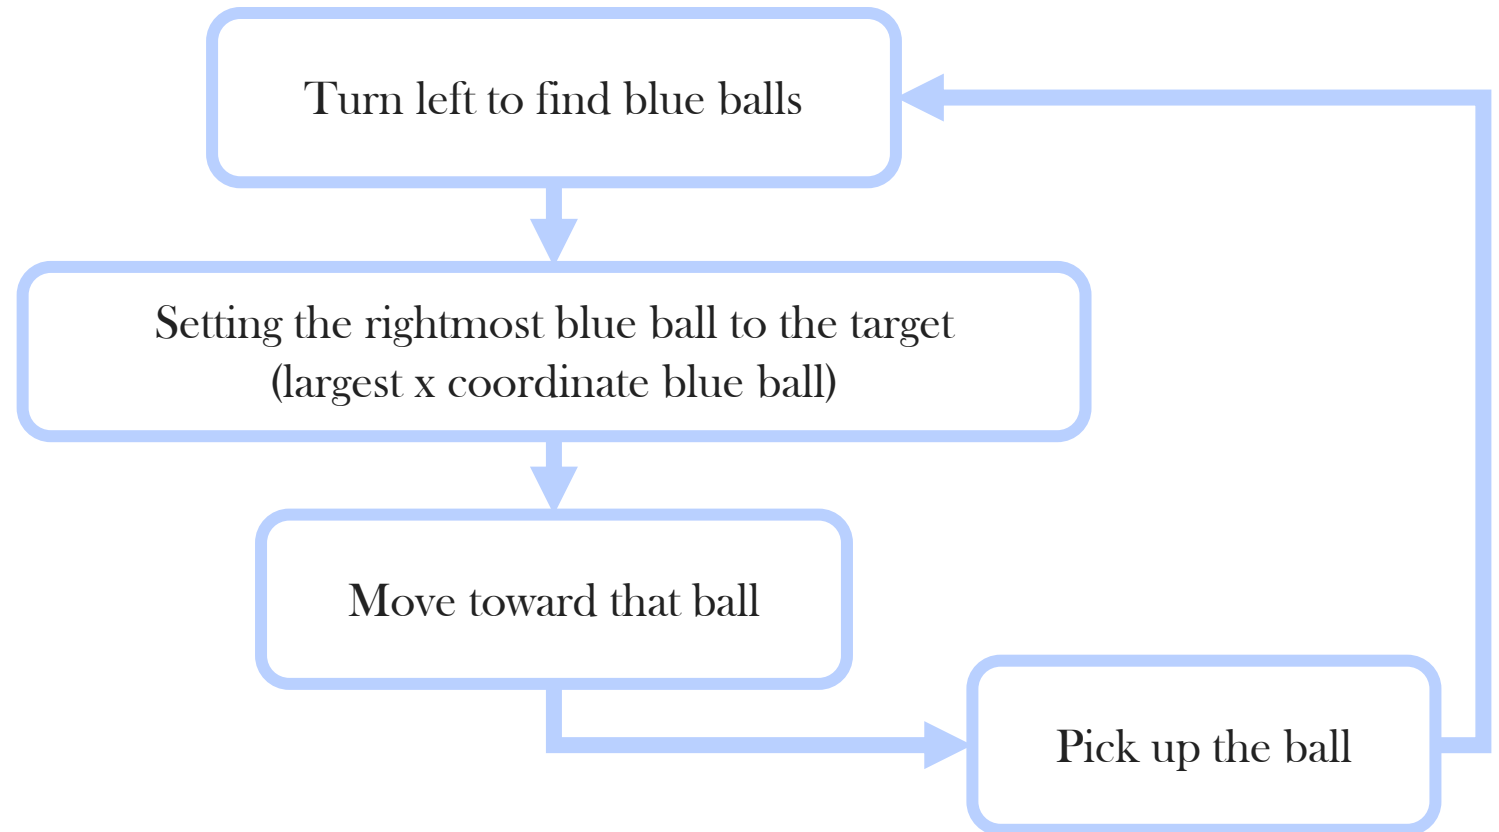 Turn left to find blue balls
Setting the rightmost blue ball to the target
(largest x coordinate blue ball)
Move toward that ball
Pick up the ball